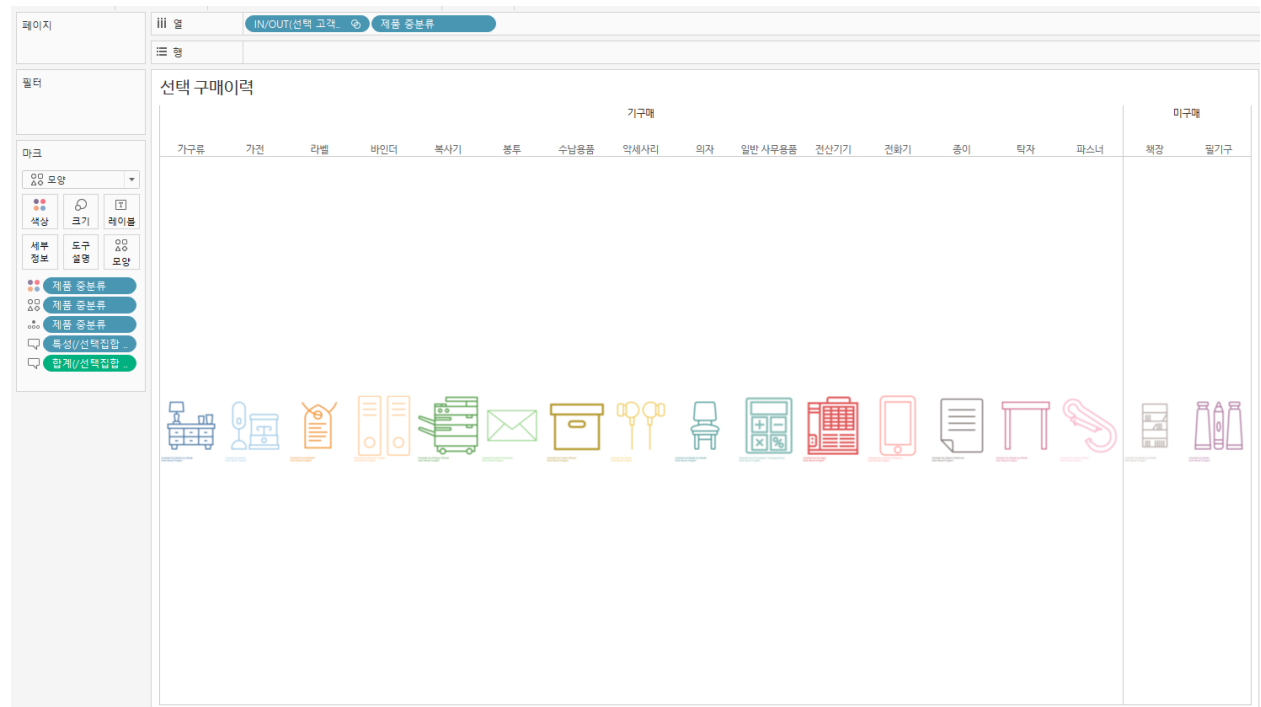 페이지
열
IN/OUT(선택 고객..
제품 중분류
행
필터
선택 구매이력
기구매
미구매
가구류
가전
라벨
바인더
복사기
봉투
수납용품
악세사리
의자
일반 사무용품
전산기기
전화기
종이
탁자
파스너
책장
필기구
마크
모양
색상
크기
레이블
세부
정보
도구
설명
모양
제품 중분류
제품 중분류
제품 중분류
특성(/선택집합 ..
합계(/선택집합 ..